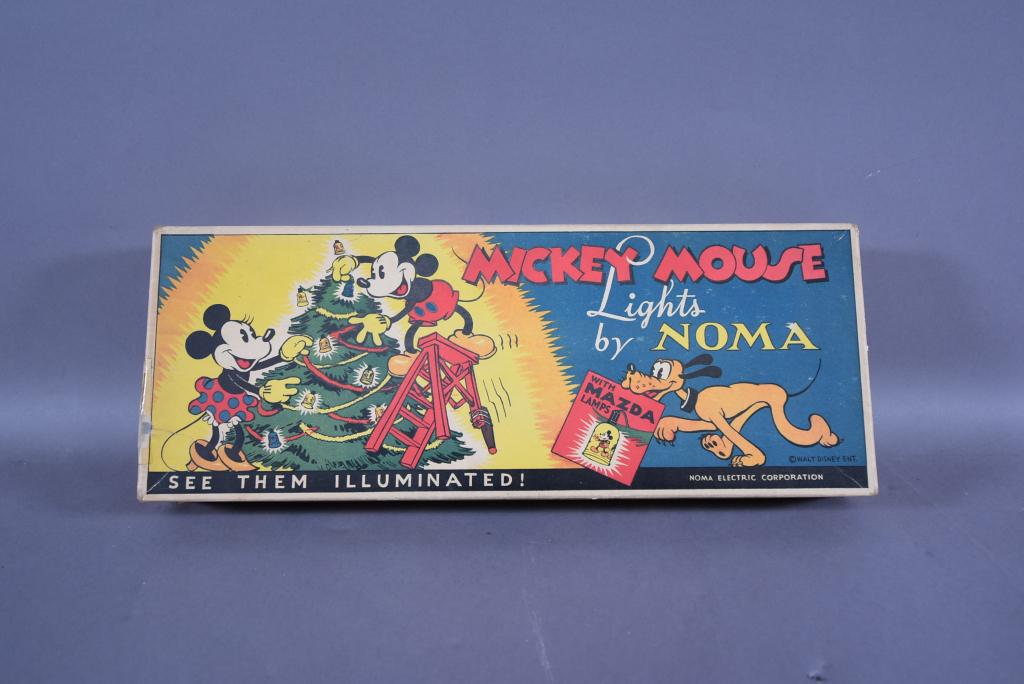 MICKEY MOUSE
Lights
by NOMA
WITH
MAZDA
LAMPS
© WALT DISNEY ENT.
SEE THEM ILLUMINATED!
NOMA ELECTRIC CORPORATION